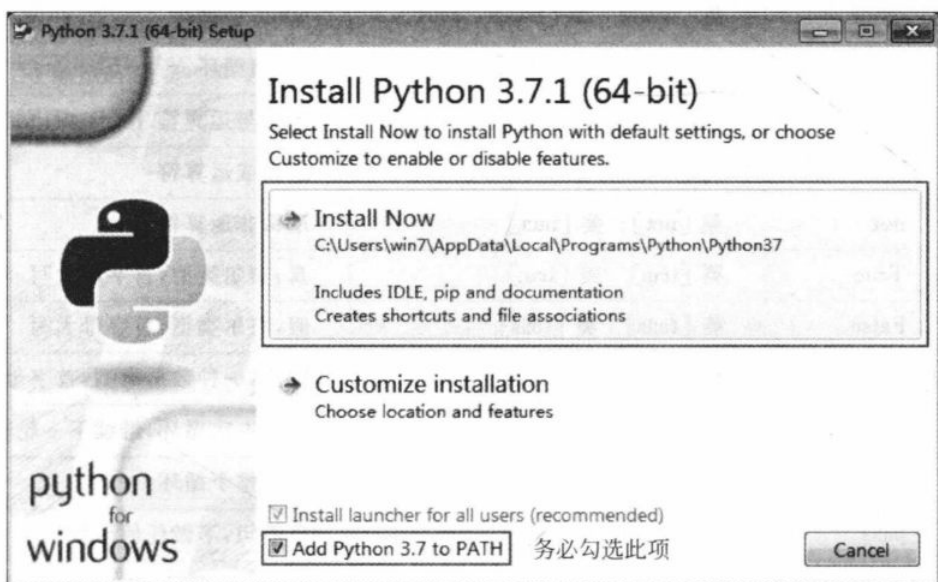 Python 3.7.1 (64-bit) Setup
Install Python 3.7.1 (64-bit)
Select Install Now to install Python with default settings, or choose
Customize to enable or disable features.
Install Now
C:\Users\win7\AppData\Local\Programs\Python\Python37
Includes IDLE, pip and documentation
Creates shortcuts and file associations
Customize installation
Choose location and features
python
for
windows
Install launcher for all users (recommended)
Add Python 3.7 to PATH 务必勾选此项
Cancel